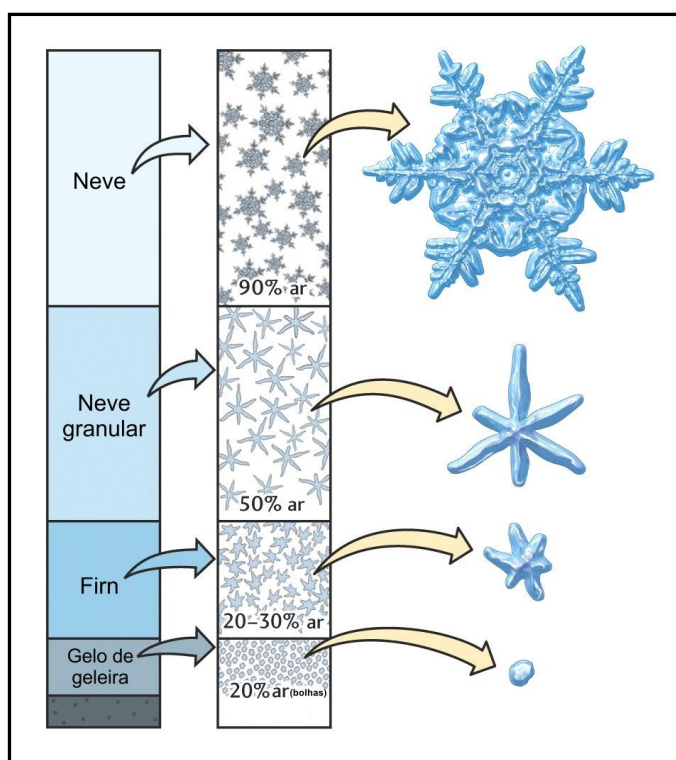 Neve
90% ar
Neve
granular
50% ar
Firn
20–30% ar
Gelo de
geleira
20%ar(bolhas)